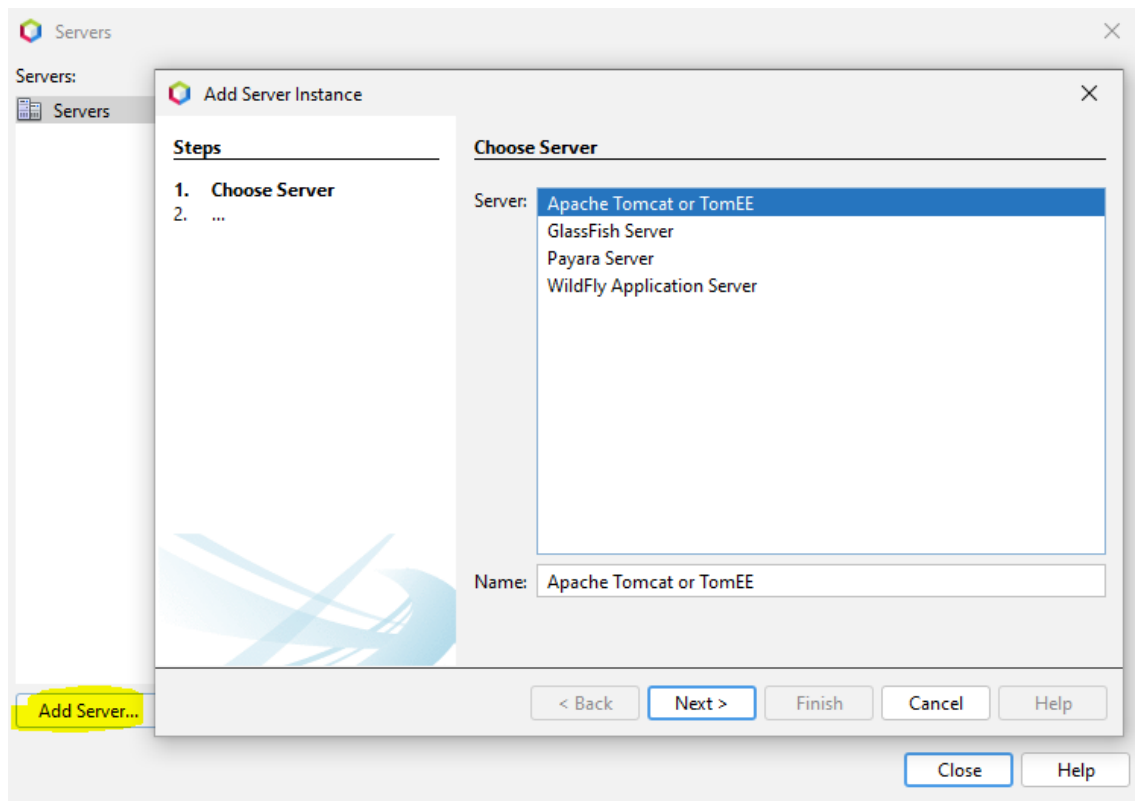 Servers
Servers:
Servers
Add Server Instance
Steps
1. Choose Server
2. ...
Choose Server
Server:
Apache Tomcat or TomEE
GlassFish Server
Payara Server
WildFly Application Server
Name: Apache Tomcat or TomEE
Add Server...
< Back Next > Finish Cancel Help
Close Help